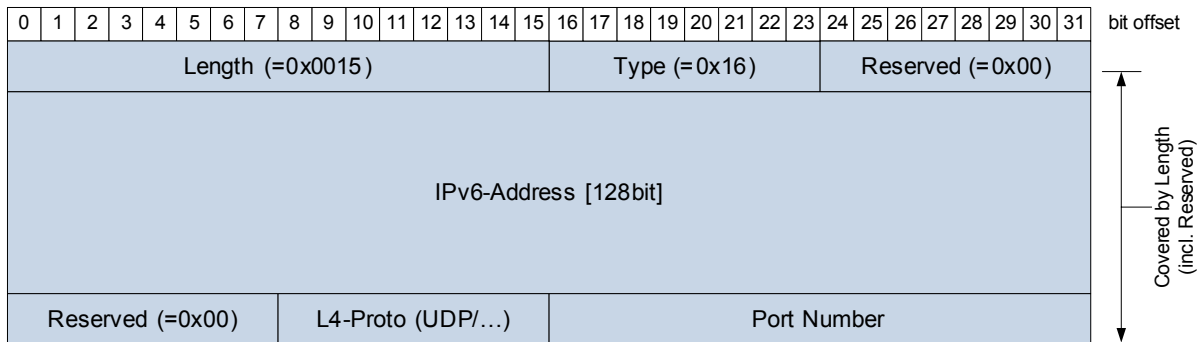 0 1 2 3 4 5 6 7 8 9 10 11 12 13 14 15 16 17 18 19 20 21 22 23 24 25 26 27 28 29 30 31 bit offset
Length (=0x0015) Type (=0x16) Reserved (=0x00)
IPv6-Address [128bit]
Covered by Length
(incl. Reserved)
Reserved (=0x00) L4-Proto (UDP/…) Port Number